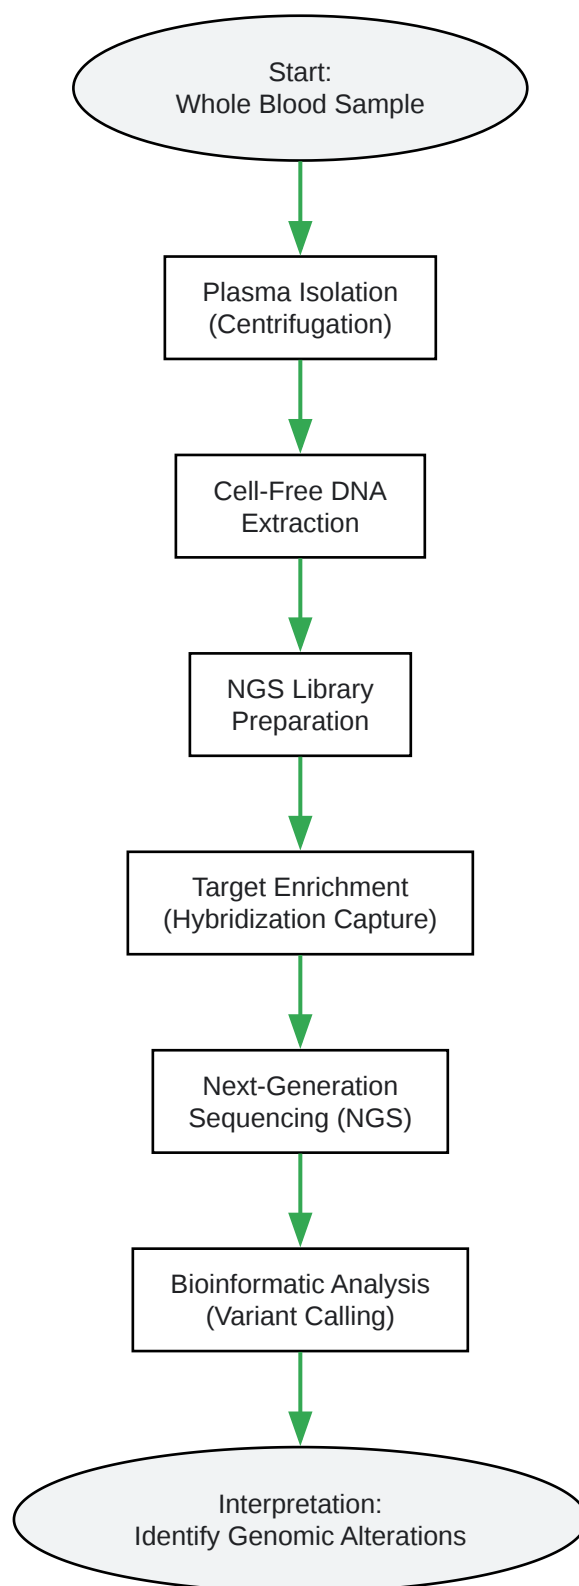 Start:
Whole Blood Sample
Plasma Isolation
(Centrifugation)
Cell-Free DNA
Extraction
NGS Library
Preparation
Target Enrichment
(Hybridization Capture)
Next-Generation
Sequencing (NGS)
Bioinformatic Analysis
(Variant Calling)
Interpretation:
Identify Genomic Alterations